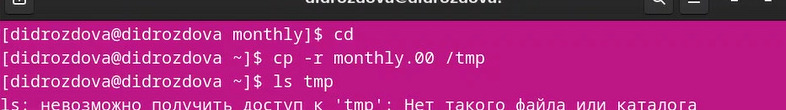 didrozdova@didrozdova:
[didrozdova@didrozdova monthly]$ cd
[didrozdova@didrozdova ~]$ cp -r monthly.00 /tmp
[didrozdova@didrozdova ~]$ ls tmp
ls: невозможно получить доступ к 'tmp': Нет такого файла или каталога